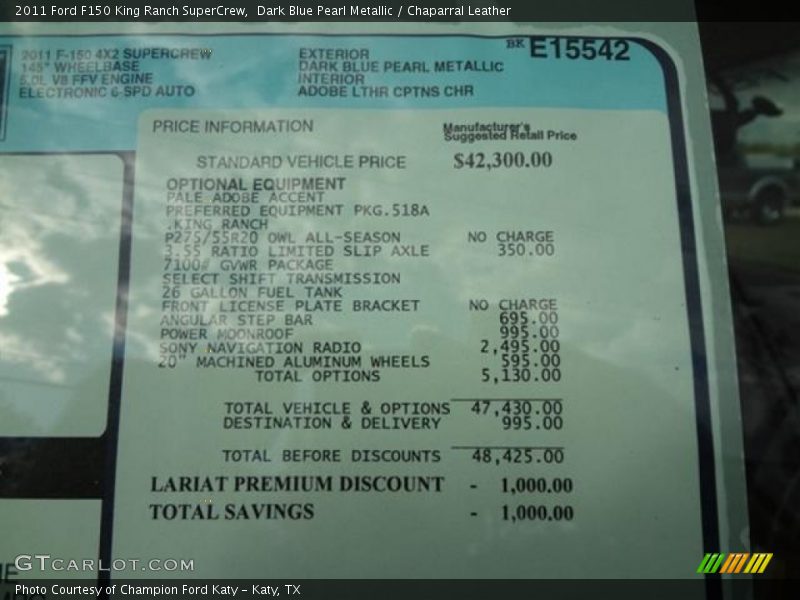 2011 Ford F150 King Ranch SuperCrew, Dark Blue Pearl Metallic / Chaparral Leather
BK E15542
2011 F-150 4X2 SUPERCREW
145" WHEELBASE
5.0L V8 FFV ENGINE
ELECTRONIC 6-SPD AUTO
EXTERIOR
DARK BLUE PEARL METALLIC
INTERIOR
ADOBE LTHR CPTNS CHR
PRICE INFORMATION
Manufacturer's
Suggested Retail Price
STANDARD VEHICLE PRICE $42,300.00
OPTIONAL EQUIPMENT
PALE ADOBE ACCENT
PREFERRED EQUIPMENT PKG.518A
.KING RANCH
P275/55R20 OWL ALL-SEASON NO CHARGE
3.55 RATIO LIMITED SLIP AXLE 350.00
7100# GVWR PACKAGE
SELECT SHIFT TRANSMISSION
26 GALLON FUEL TANK
FRONT LICENSE PLATE BRACKET NO CHARGE
ANGULAR STEP BAR 695.00
POWER MOONROOF 995.00
SONY NAVIGATION RADIO 2,495.00
20" MACHINED ALUMINUM WHEELS 595.00
TOTAL OPTIONS 5,130.00
TOTAL VEHICLE & OPTIONS 47,430.00
DESTINATION & DELIVERY 995.00
TOTAL BEFORE DISCOUNTS 48,425.00
LARIAT PREMIUM DISCOUNT - 1,000.00
TOTAL SAVINGS - 1,000.00
GTCARLOT.COM
Photo Courtesy of Champion Ford Katy - Katy, TX